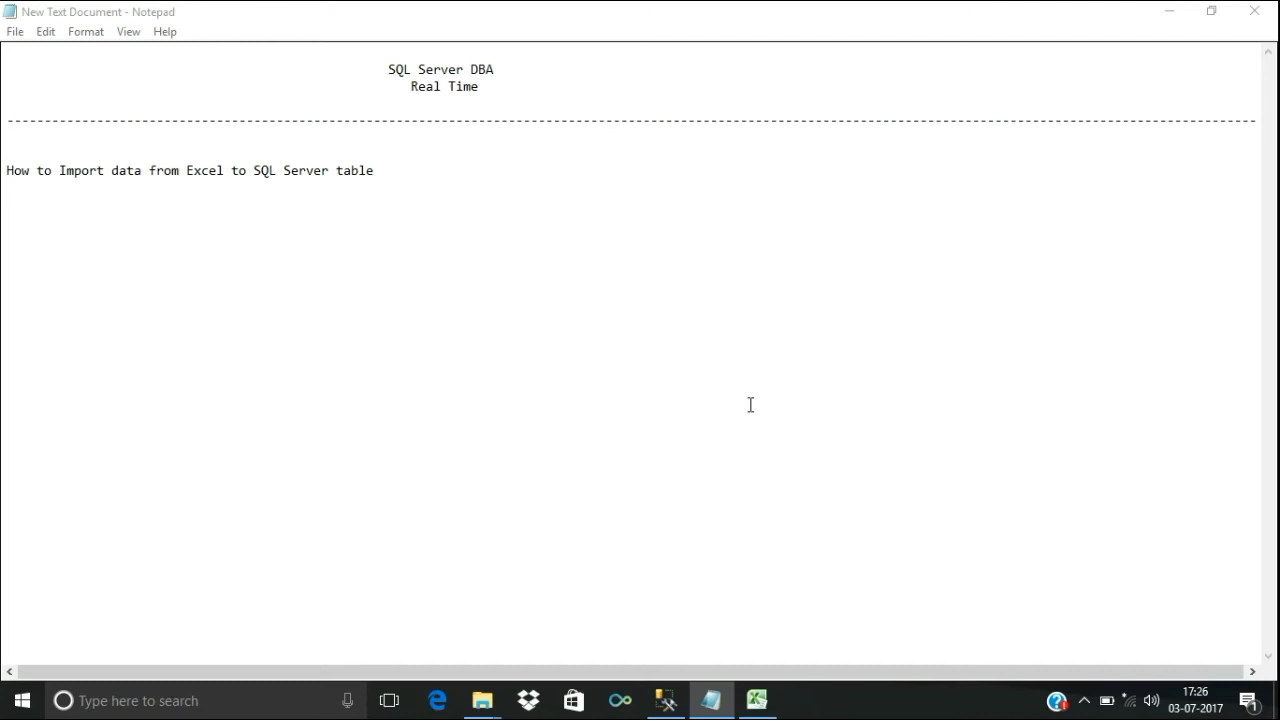 New Text Document - Notepad
File Edit Format View Help
SQL Server DBA
Real Time
--------------------------------------------------------------------------------------------------------------------------------------------------------------------
How to Import data from Excel to SQL Server table
Type here to search
17:26
03-07-2017
1